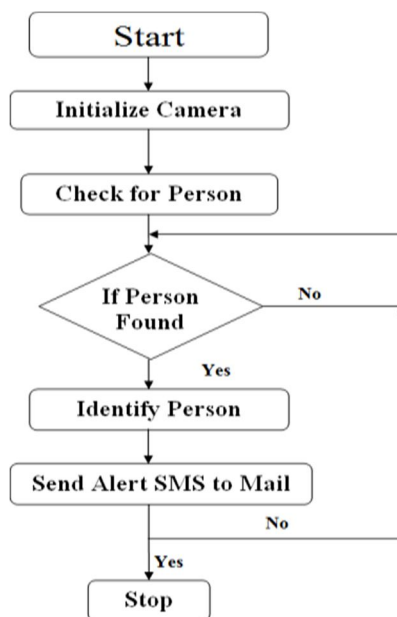 Start
Initialize Camera
Check for Person
If Person
Found
No
Yes
Identify Person
Send Alert SMS to Mail
No
Yes
Stop